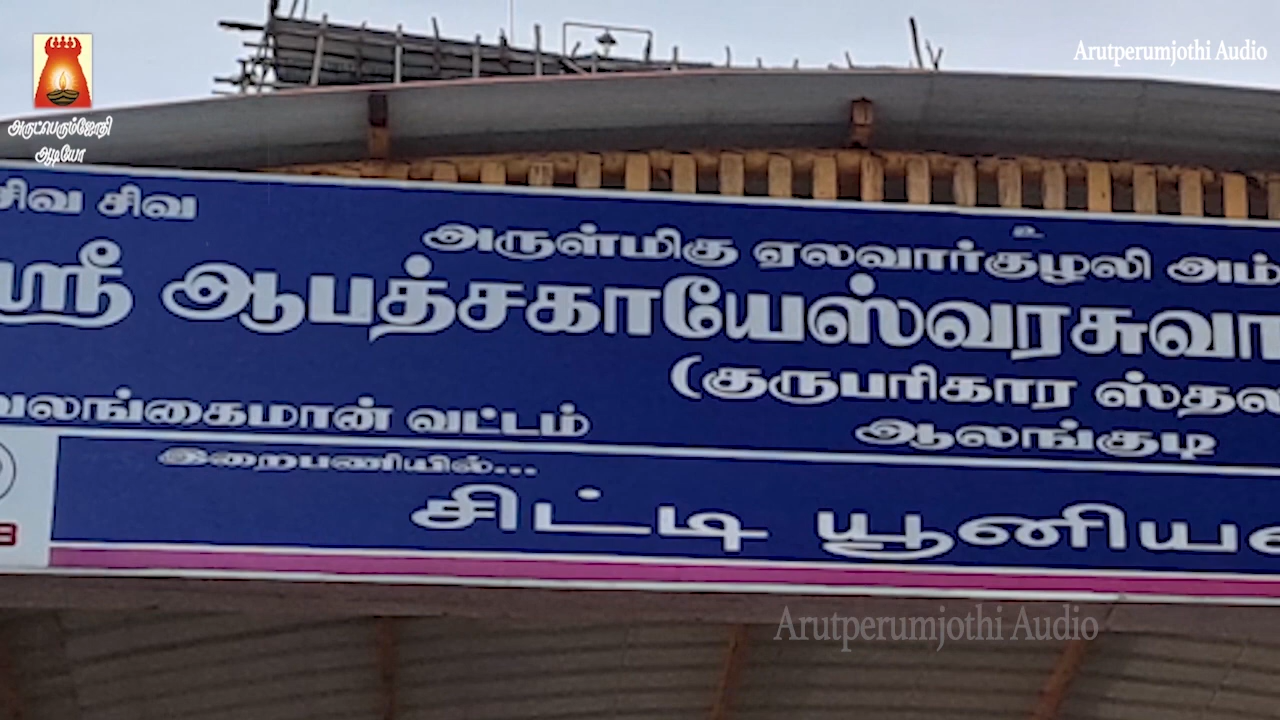 Arutperumjothi Audio
அருட்பெரும்ஜோதி
ஆடியோ
சிவ சிவ
உ
அருள்மிகு ஏலவார்குழலி அம்
ஸ்ரீ ஆபத்சகாயேஸ்வரசுவா
(குருபரிகார ஸ்தல
வலங்கைமான் வட்டம்
ஆலங்குடி
இறைபணியில்...
சிட்டி யூனிய
Arutperumjothi Audio